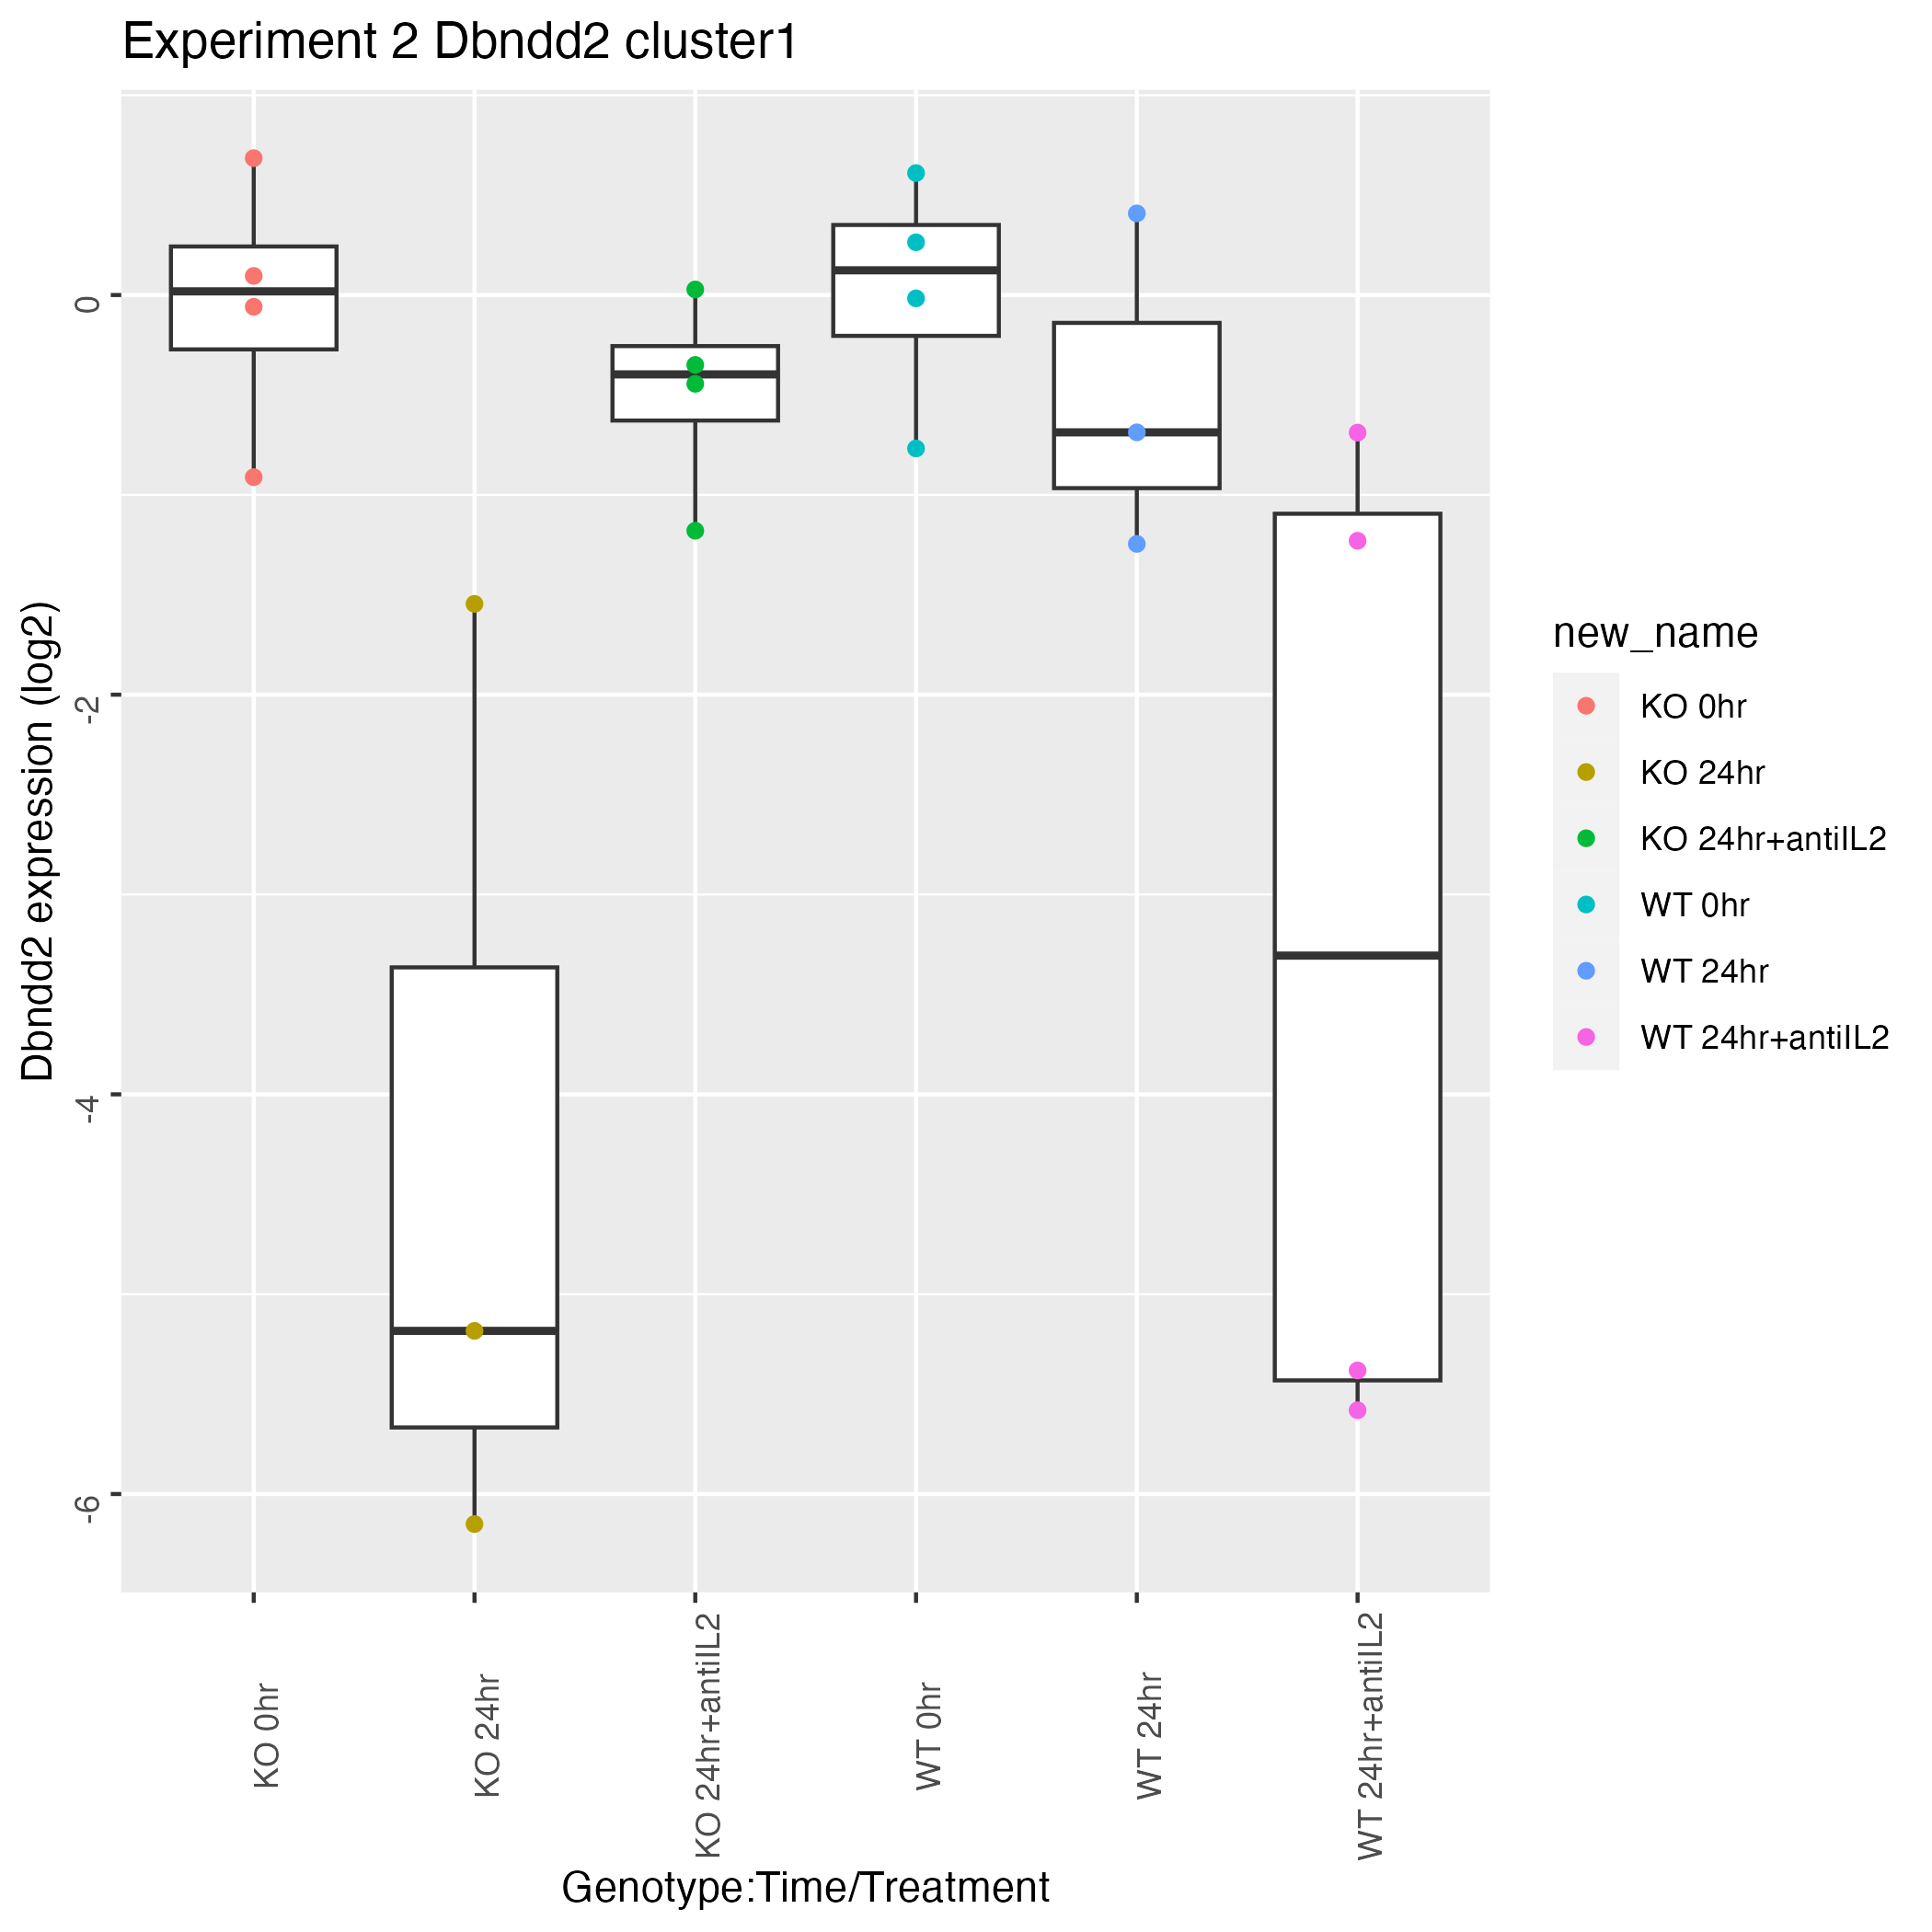 Experiment 2 Dbndd2 cluster1
Dbndd2 expression (log2)
0
-2
-4
-6
KO 0hr
KO 24hr
KO 24hr+antiIL2
WT 0hr
WT 24hr
WT 24hr+antiIL2
Genotype:Time/Treatment
new_name
KO 0hr
KO 24hr
KO 24hr+antiIL2
WT 0hr
WT 24hr
WT 24hr+antiIL2